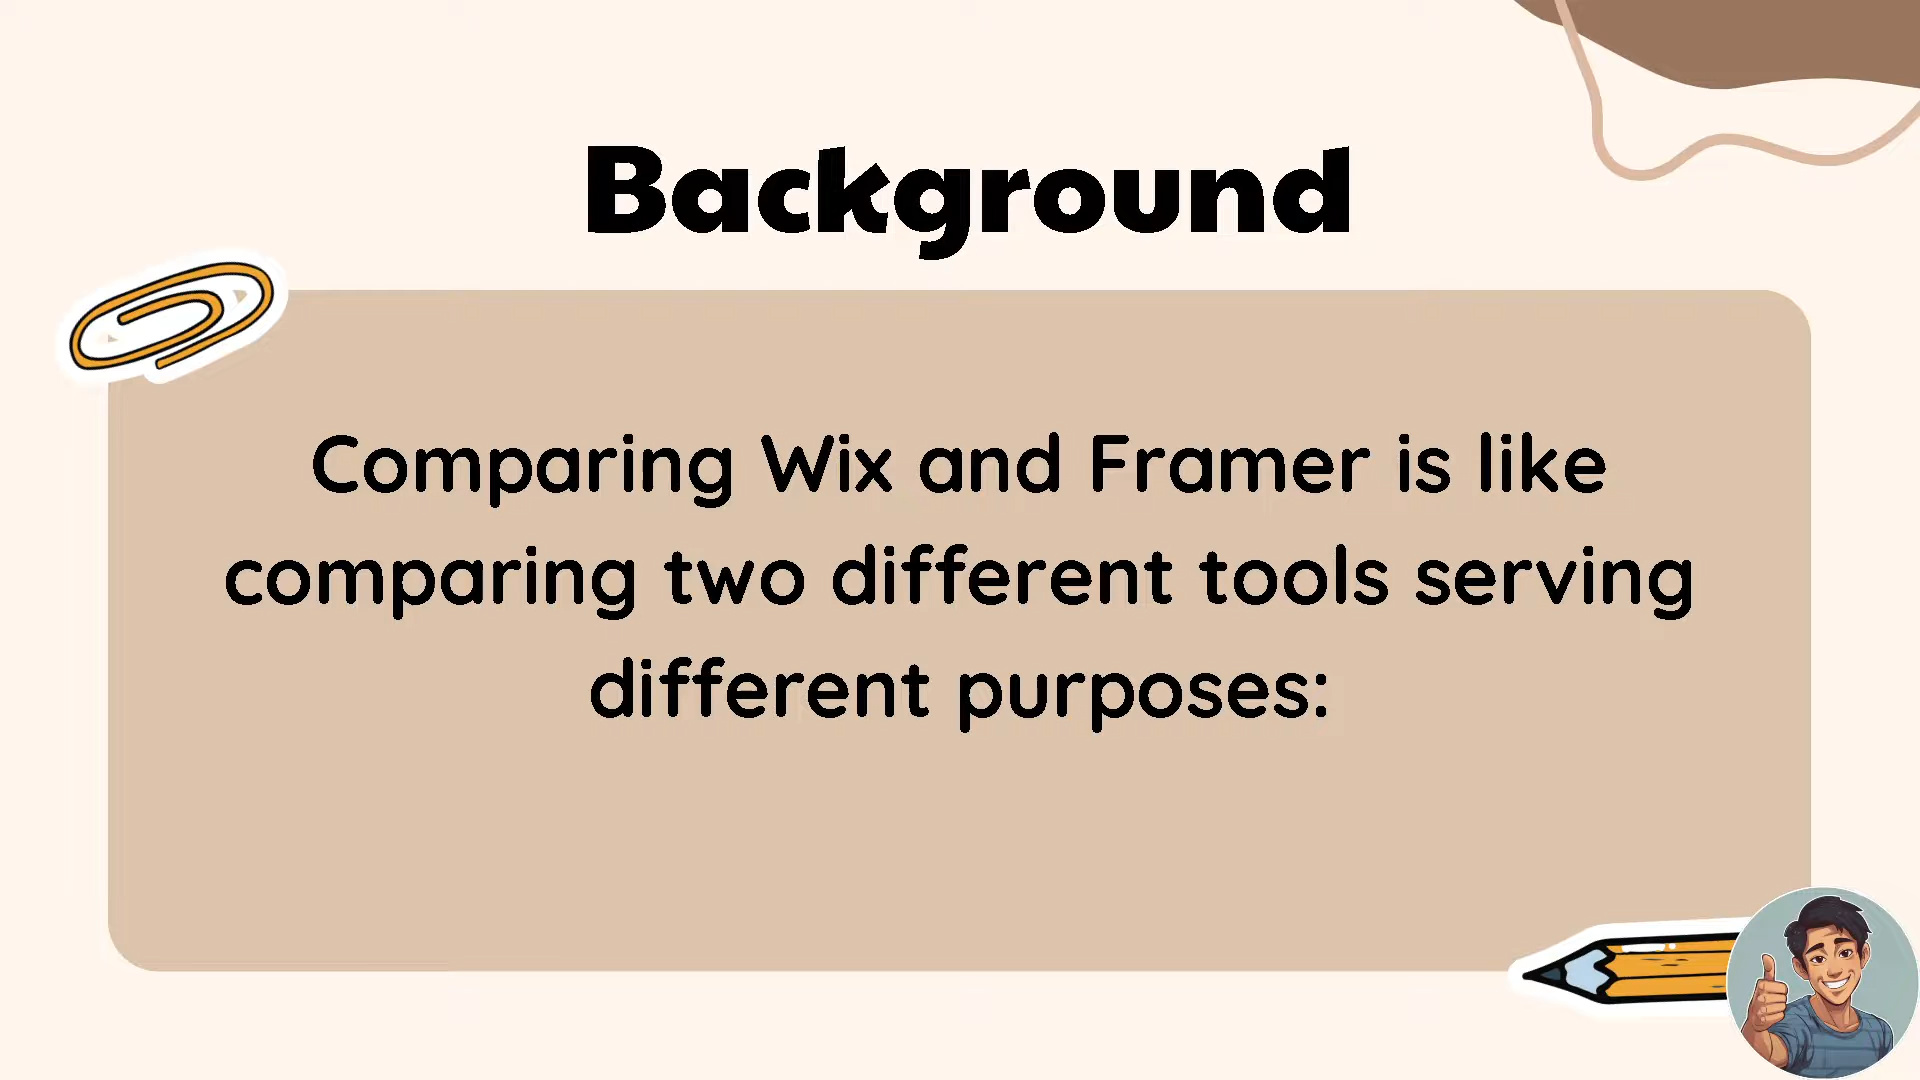 Background
Comparing Wix and Framer is like
comparing two different tools serving
different purposes: